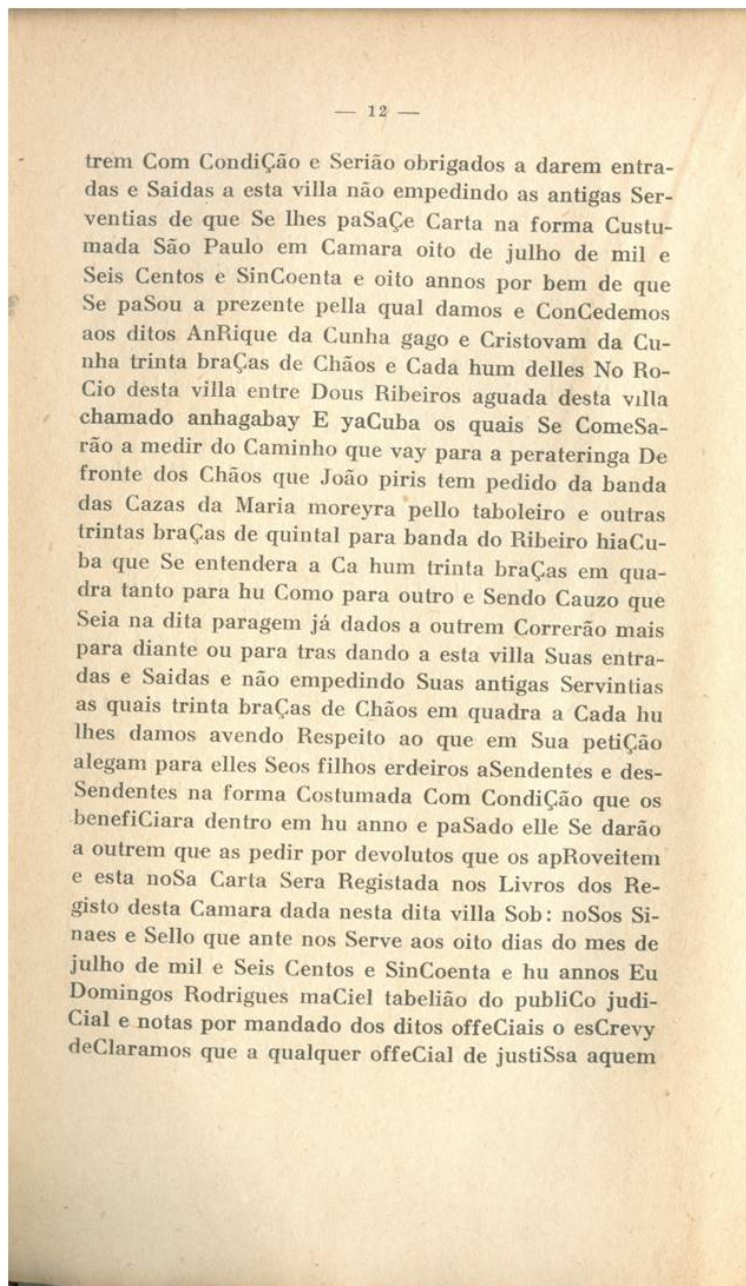 — 12 —
trem Com CondiÇão e Serião obrigados a darem entra-
das e Saidas a esta villa não empedindo as antigas Ser-
ventias de que Se lhes paSaÇe Carta na forma Custu-
mada São Paulo em Camara oito de julho de mil e
Seis Centos e SinCoenta e oito annos por bem de que
Se paSou a prezente pella qual damos e ConCedemos
aos ditos AnRique da Cunha gago e Cristovam da Cu-
nha trinta braÇas de Chãos e Cada hum delles No Ro-
Cio desta villa entre Dous Ribeiros aguada desta villa
chamado anhagabay E yaCuba os quais Se ComeSa-
rão a medir do Caminho que vay para a perateringa De
fronte dos Chãos que João piris tem pedido da banda
das Cazas da Maria moreyra pello taboleiro e outras
trintas braÇas de quintal para banda do Ribeiro hiaCu-
ba que Se entendera a Ca hum trinta braÇas em qua-
dra tanto para hu Como para outro e Sendo Cauzo que
Seia na dita paragem já dados a outrem Correrão mais
para diante ou para tras dando a esta villa Suas entra-
das e Saidas e não empedindo Suas antigas Servintias
as quais trinta braÇas de Chãos em quadra a Cada hu
lhes damos avendo Respeito ao que em Sua petiÇão
alegam para elles Seos filhos erdeiros aSendentes e des-
Sendentes na forma Costumada Com CondiÇão que os
benefiCiara dentro em hu anno e paSado elle Se darão
a outrem que as pedir por devolutos que os apRoveitem
e esta noSa Carta Sera Registada nos Livros dos Re-
gisto desta Camara dada nesta dita villa Sob: noSos Si-
naes e Sello que ante nos Serve aos oito dias do mes de
julho de mil e Seis Centos e SinCoenta e hu annos Eu
Domingos Rodrigues maCiel tabelião do publiCo judi-
Cial e notas por mandado dos ditos offeCiais o esCrevy
deClaramos que a qualquer offeCial de justiSsa aquem